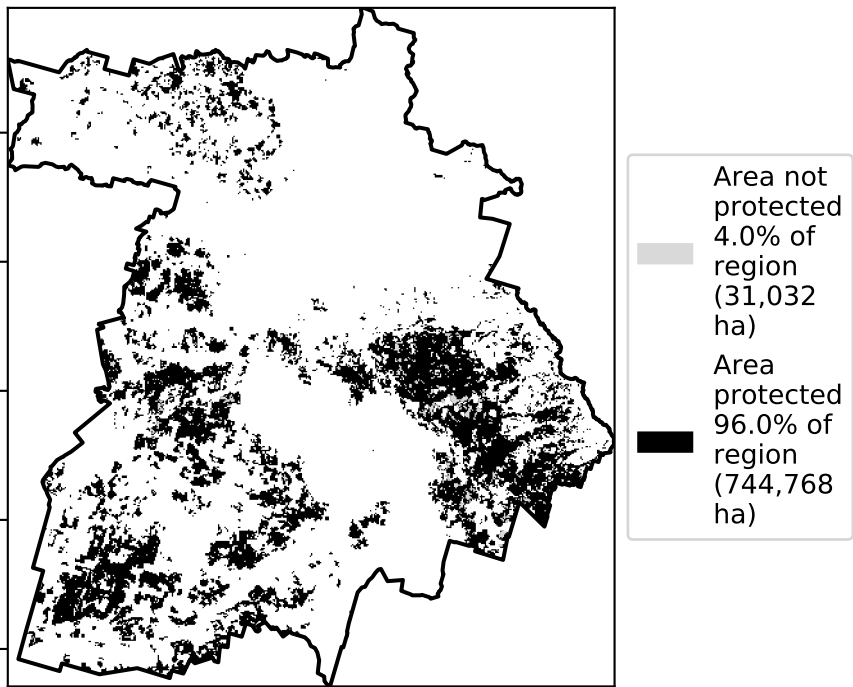 Area not
protected
4.0% of
region
(31,032
ha)
Area
protected
96.0% of
region
(744,768
ha)